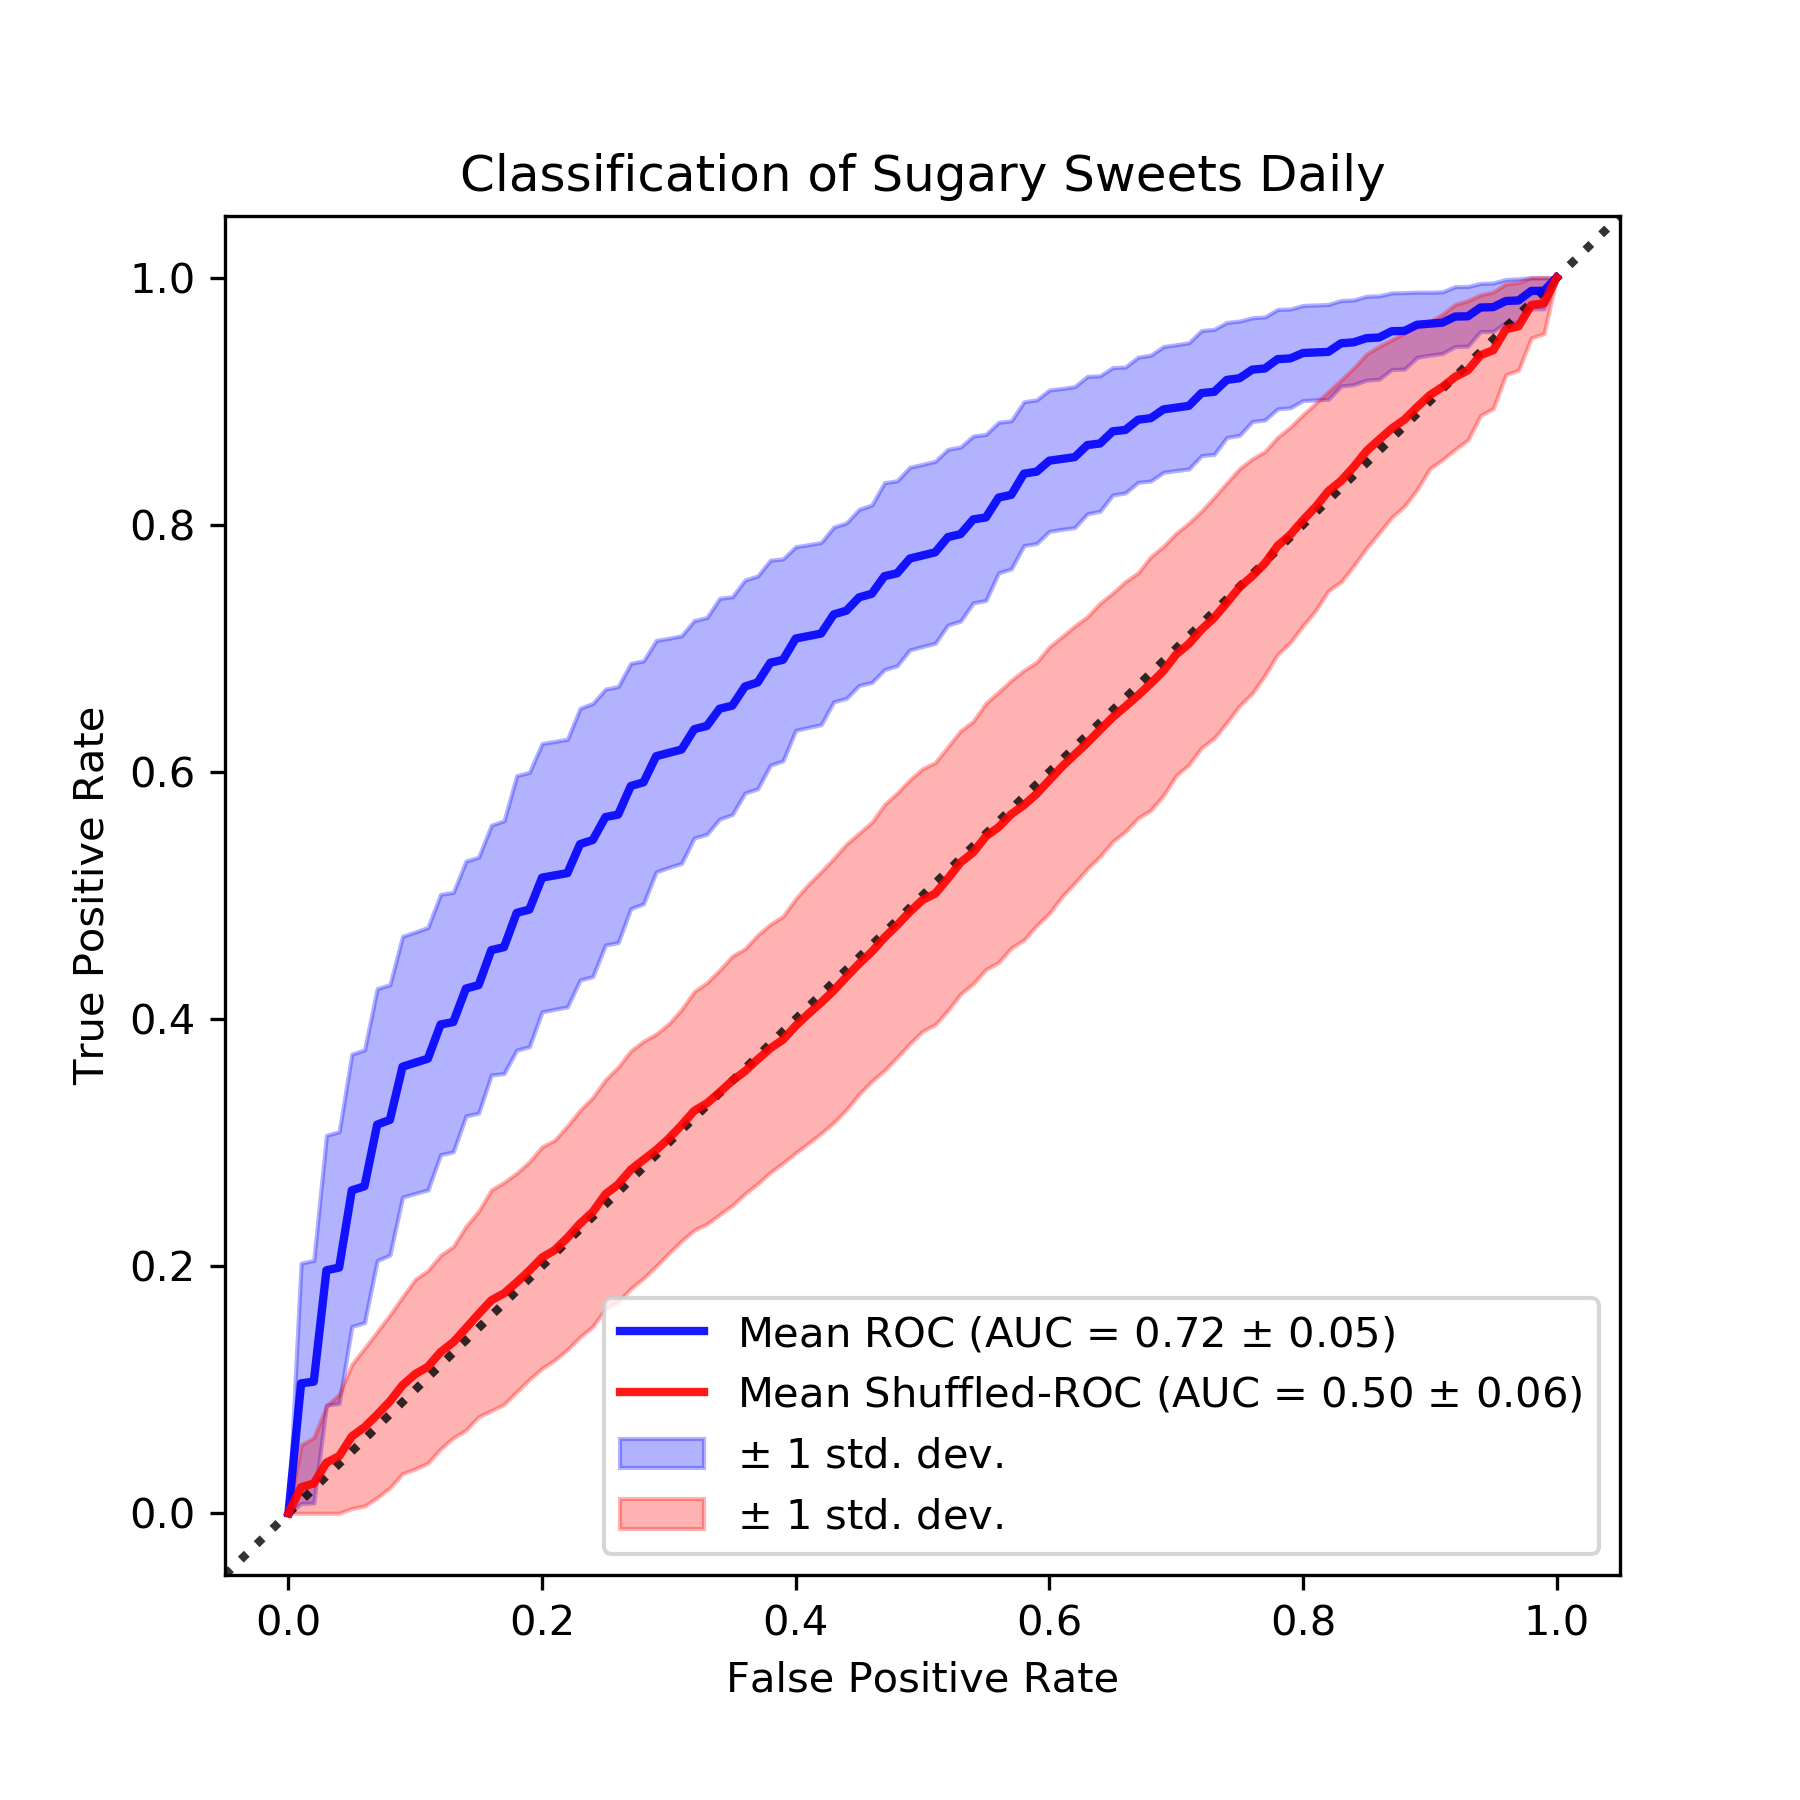 Classification of Sugary Sweets Daily
1.0
0.8
0.6
0.4
0.2
0.0
True Positive Rate
Mean ROC (AUC = 0.72 ± 0.05)
Mean Shuffled-ROC (AUC = 0.50 ± 0.06)
± 1 std. dev.
± 1 std. dev.
0.0 0.2 0.4 0.6 0.8 1.0
False Positive Rate